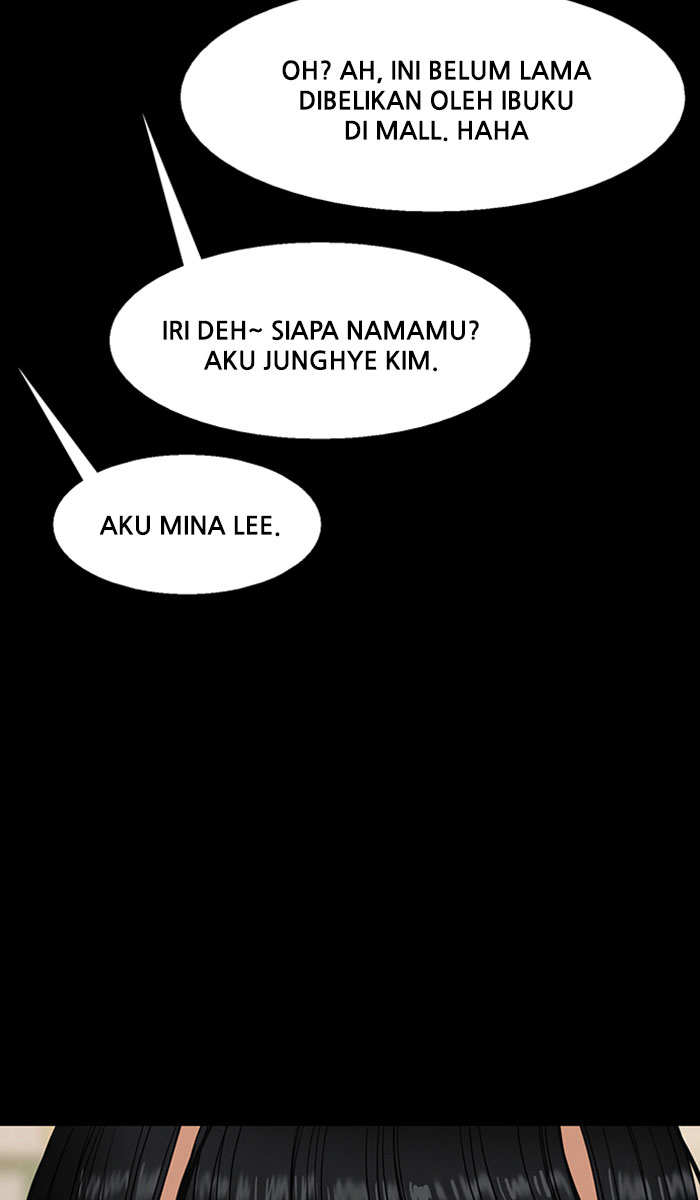 OH? AH, INI BELUM LAMA
DIBELIKAN OLEH IBUKU
DI MALL. HAHA
IRI DEH~ SIAPA NAMAMU?
AKU JUNGHYE KIM.
AKU MINA LEE.